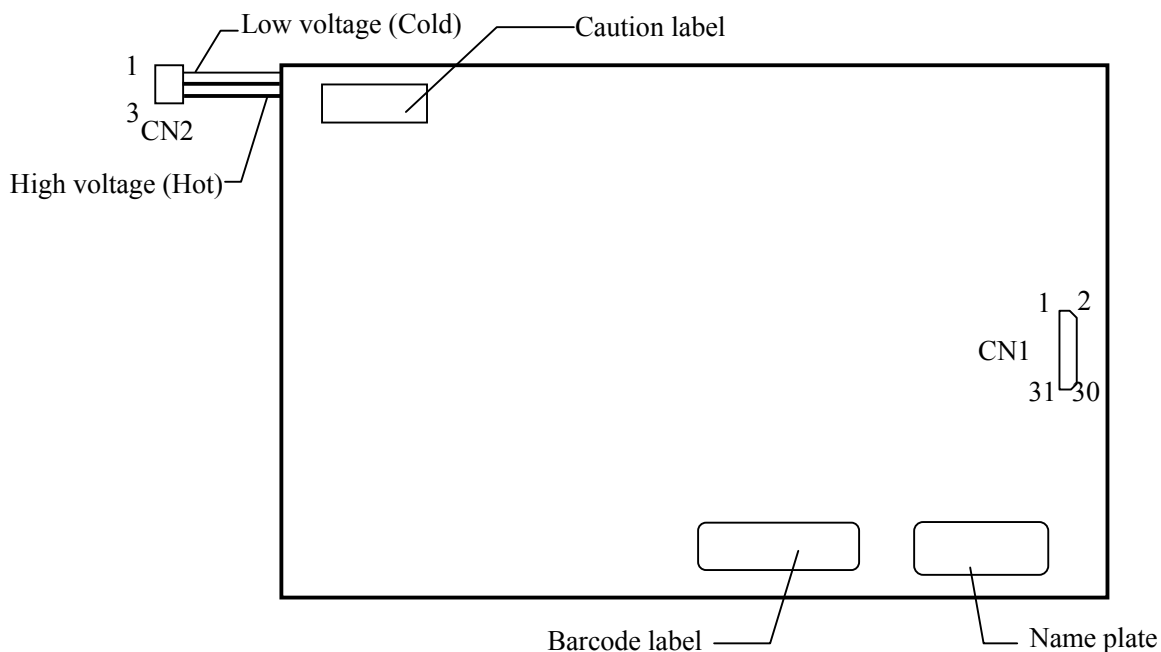 Low voltage (Cold)
Caution label
1
3
CN2
High voltage (Hot)
1 2
CN1
31 30
Barcode label
Name plate